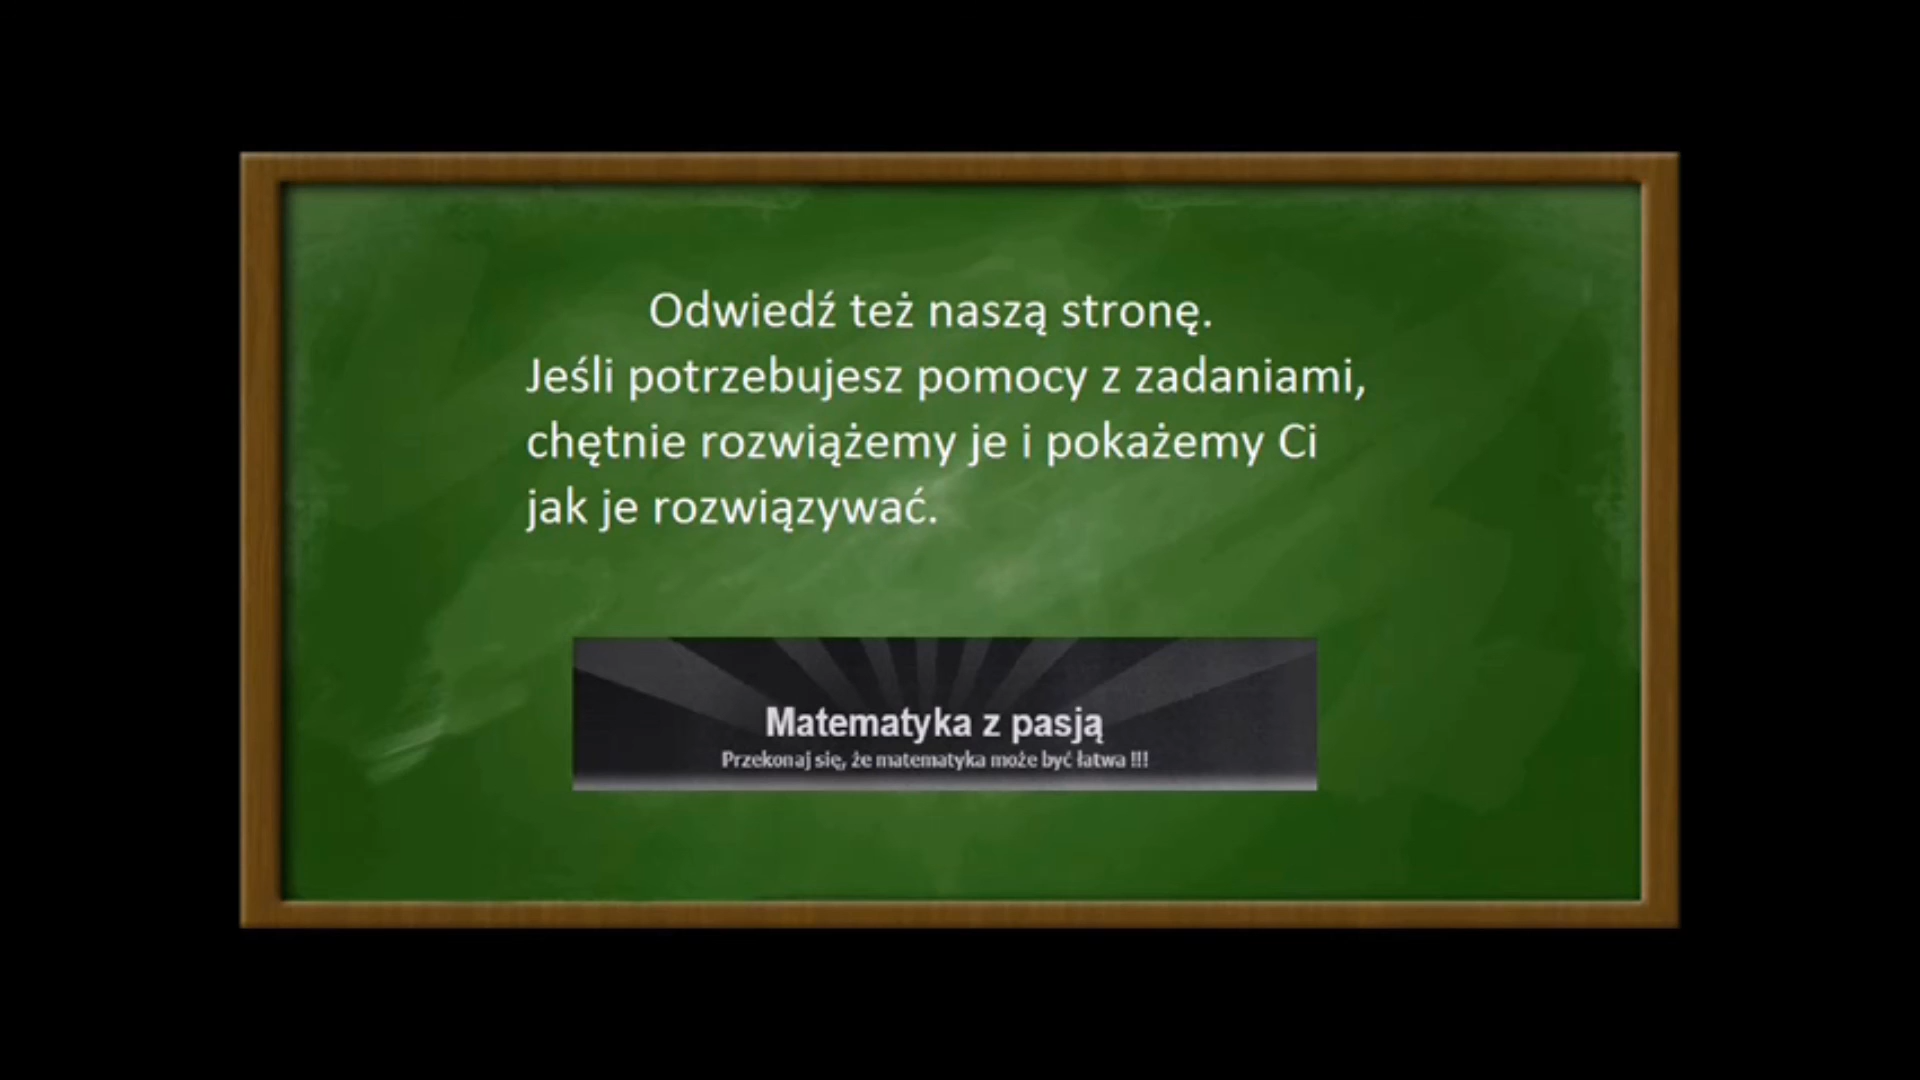 Odwiedź też naszą stronę.
Jeśli potrzebujesz pomocy z zadaniami,
chętnie rozwiążemy je i pokażemy Ci
jak je rozwiązywać.
Matematyka z pasją
Przekonaj się, że matematyka może być łatwa !!!